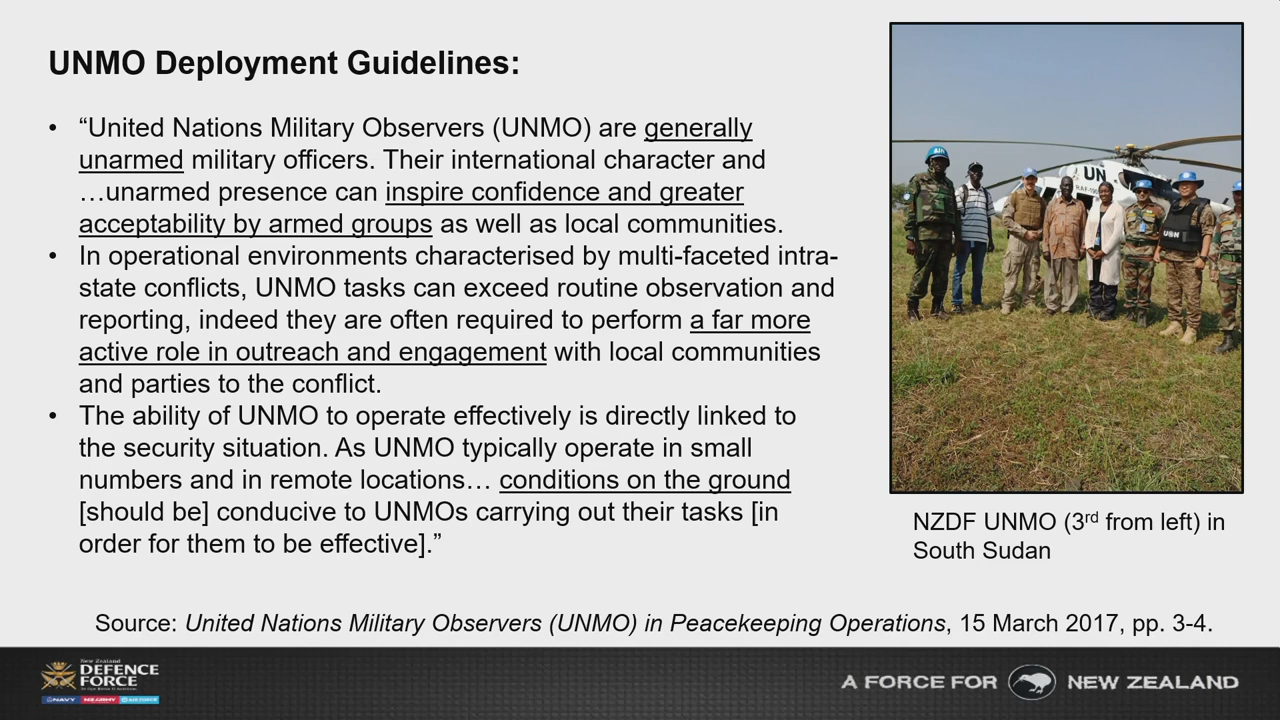 UNMO Deployment Guidelines:
• “United Nations Military Observers (UNMO) are generally
unarmed military officers. Their international character and
…unarmed presence can inspire confidence and greater
acceptability by armed groups as well as local communities.
• In operational environments characterised by multi-faceted intra-
state conflicts, UNMO tasks can exceed routine observation and
reporting, indeed they are often required to perform a far more
active role in outreach and engagement with local communities
and parties to the conflict.
• The ability of UNMO to operate effectively is directly linked to
the security situation. As UNMO typically operate in small
numbers and in remote locations… conditions on the ground
[should be] conducive to UNMOs carrying out their tasks [in
order for them to be effective].”
UN
UN
NZDF UNMO (3rd from left) in
South Sudan
Source: United Nations Military Observers (UNMO) in Peacekeeping Operations, 15 March 2017, pp. 3-4.
New Zealand
DEFENCE
FORCE
NAVY NZ ARMY AIR FORCE
A FORCE FOR NEW ZEALAND